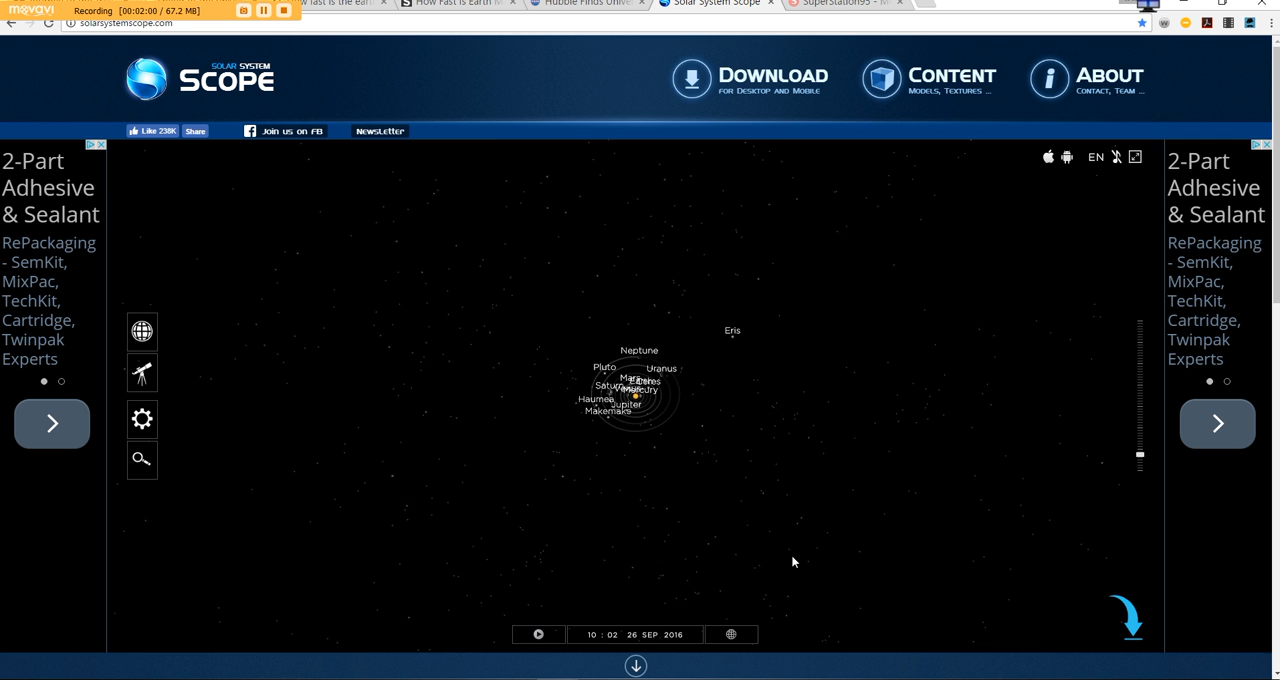 movavi
Recording [00:02:00 / 67.2 MB]
How Fast is Earth M
Hubble Finds Unive
Solar System Scope
SuperStation95 - M
solarsystemscope.com
SOLAR SYSTEM
SCOPE
DOWNLOAD
FOR DESKTOP AND MOBILE
CONTENT
MODELS, TEXTURES ...
ABOUT
CONTACT, TEAM ...
Like 238K
Share
Join us on FB
Newsletter
2-Part
Adhesive
& Sealant
RePackaging
- SemKit,
MixPac,
TechKit,
Cartridge,
Twinpak
Experts
EN
Eris
Neptune
Pluto
Uranus
Mars
Mercury
Haumea
Jupiter
Makemake
10 : 02 26 SEP 2016
2-Part
Adhesive
& Sealant
RePackaging
- SemKit,
MixPac,
TechKit,
Cartridge,
Twinpak
Experts